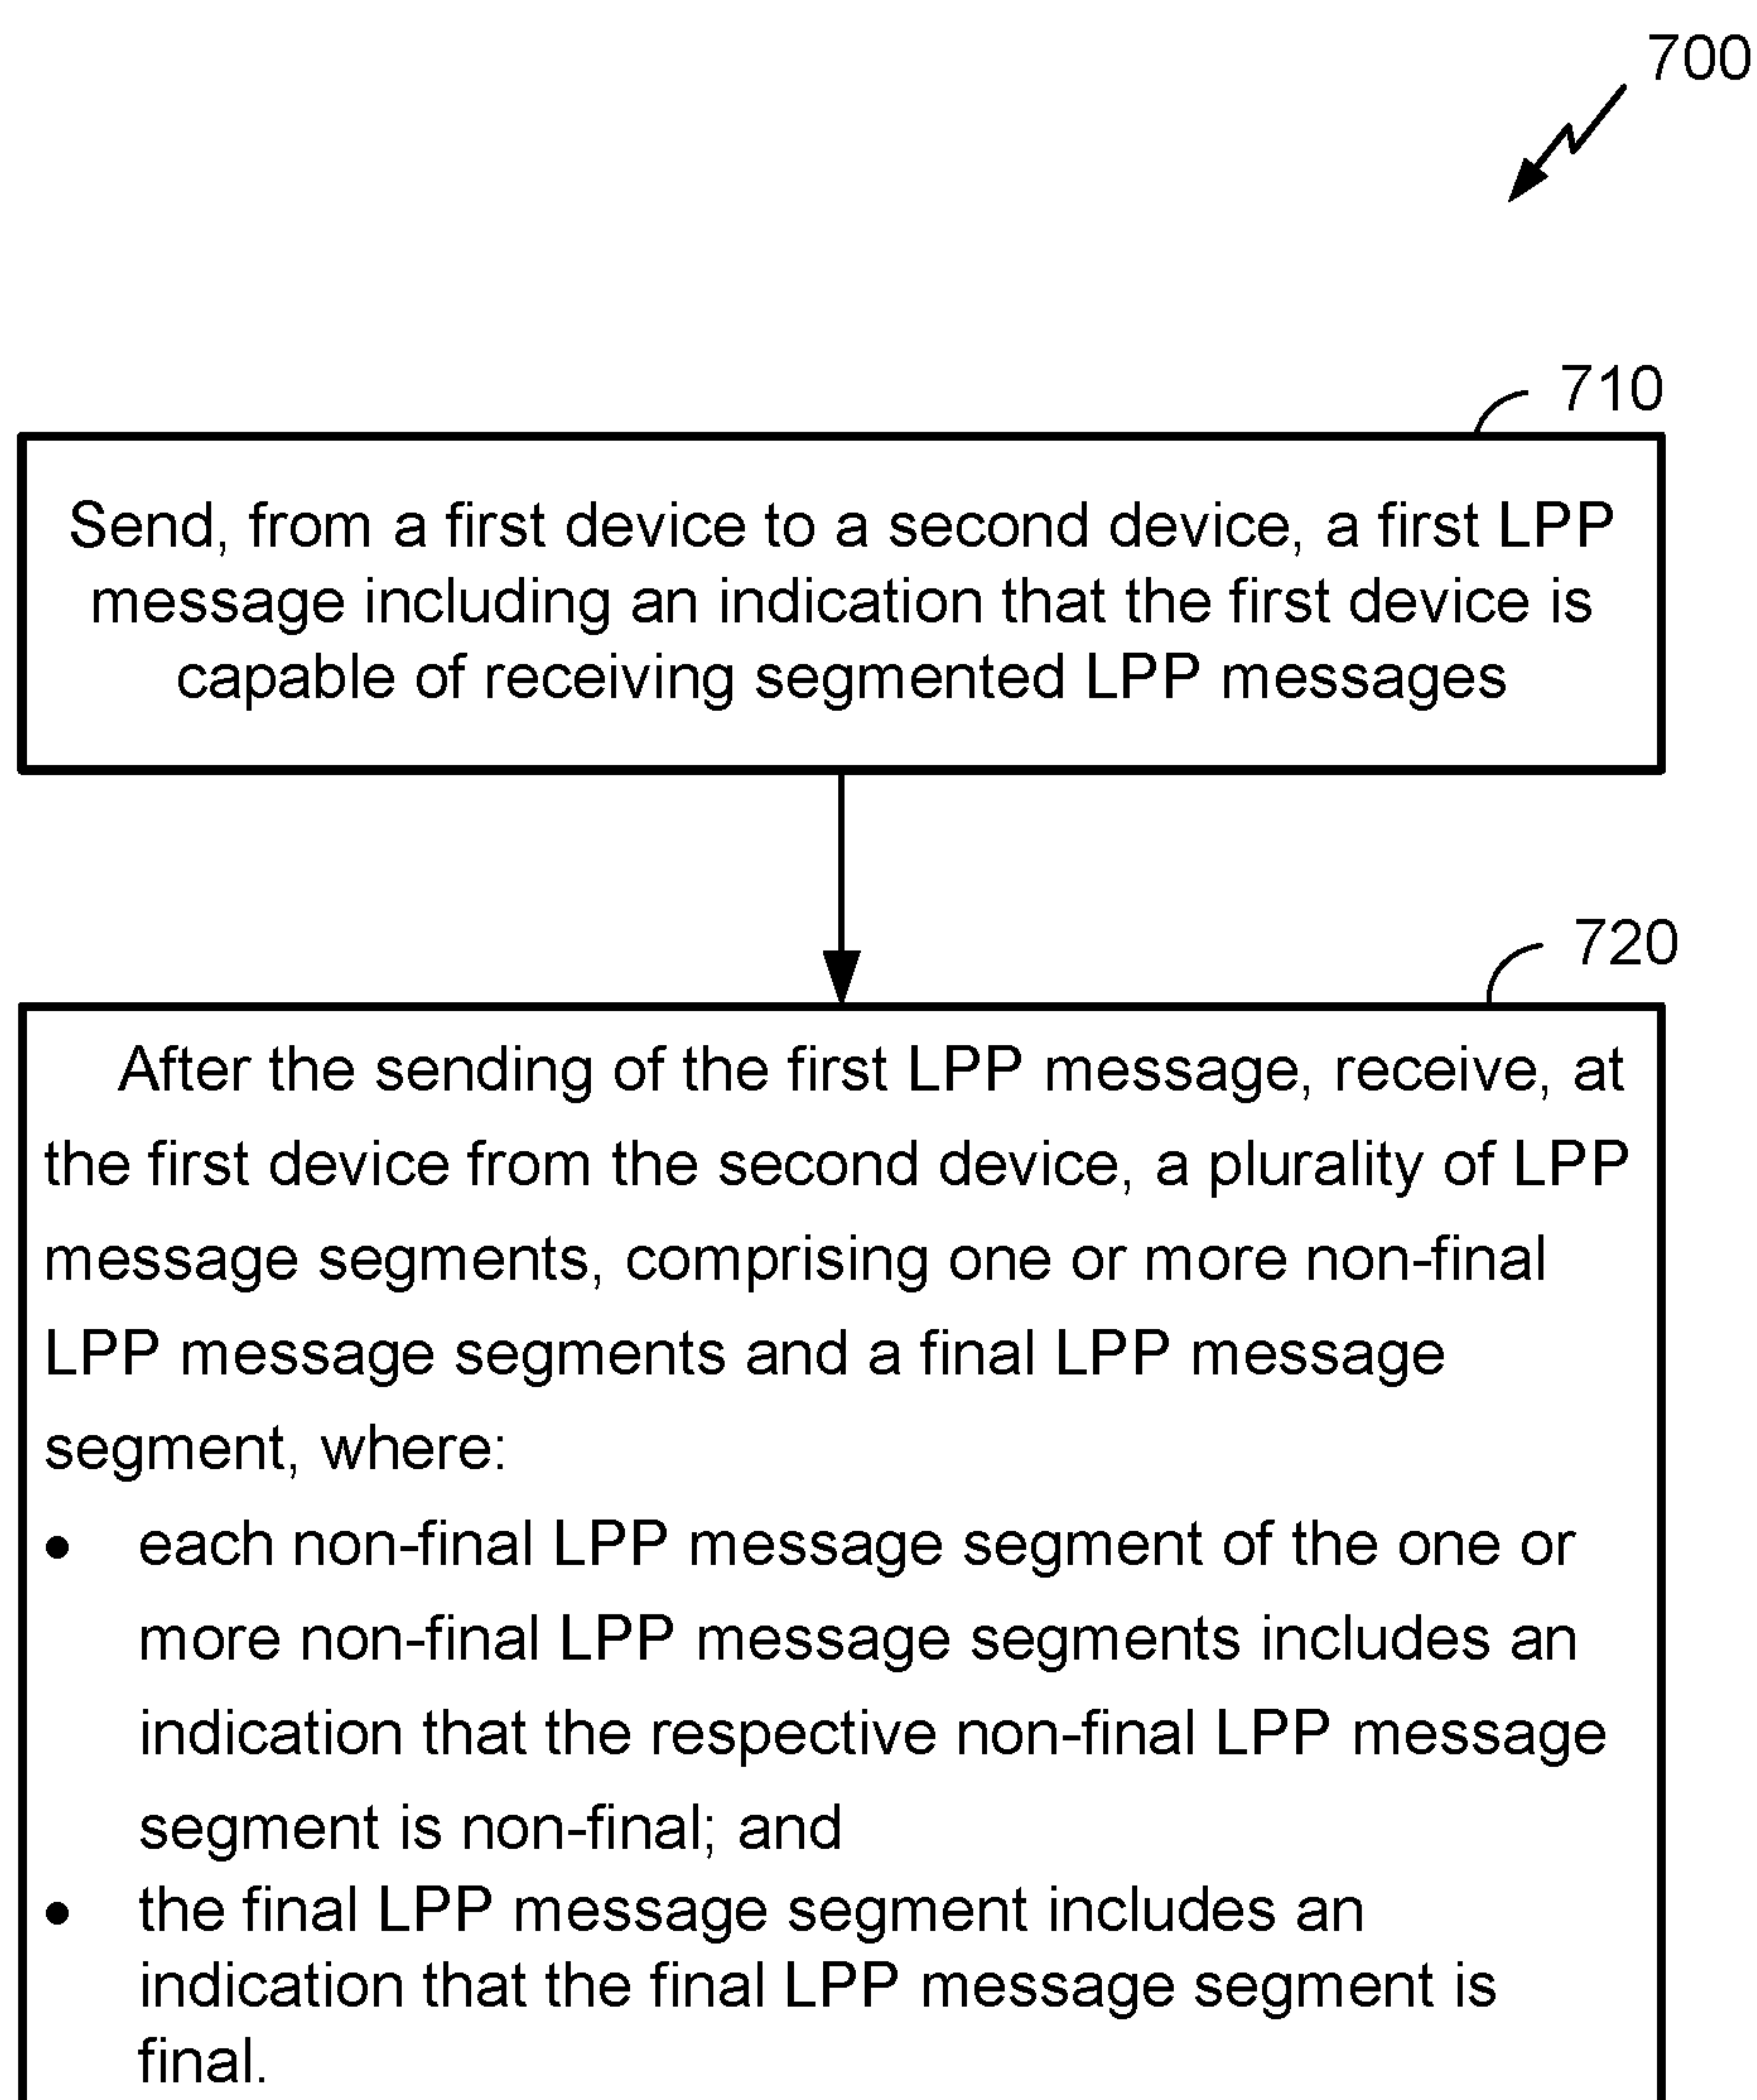 700
710
Send, from a first device to a second device, a first LPP
message including an indication that the first device is
capable of receiving segmented LPP messages
720
After the sending of the first LPP message, receive, at
the first device from the second device, a plurality of LPP
message segments, comprising one or more non-final
LPP message segments and a final LPP message
segment, where:
• each non-final LPP message segment of the one or
more non-final LPP message segments includes an
indication that the respective non-final LPP message
segment is non-final; and
• the final LPP message segment includes an
indication that the final LPP message segment is
final.